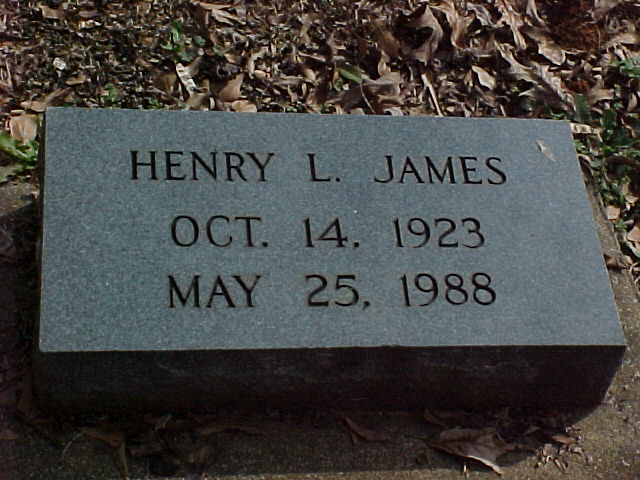 HENRY L. JAMES
OCT. 14, 1923
MAY 25, 1988